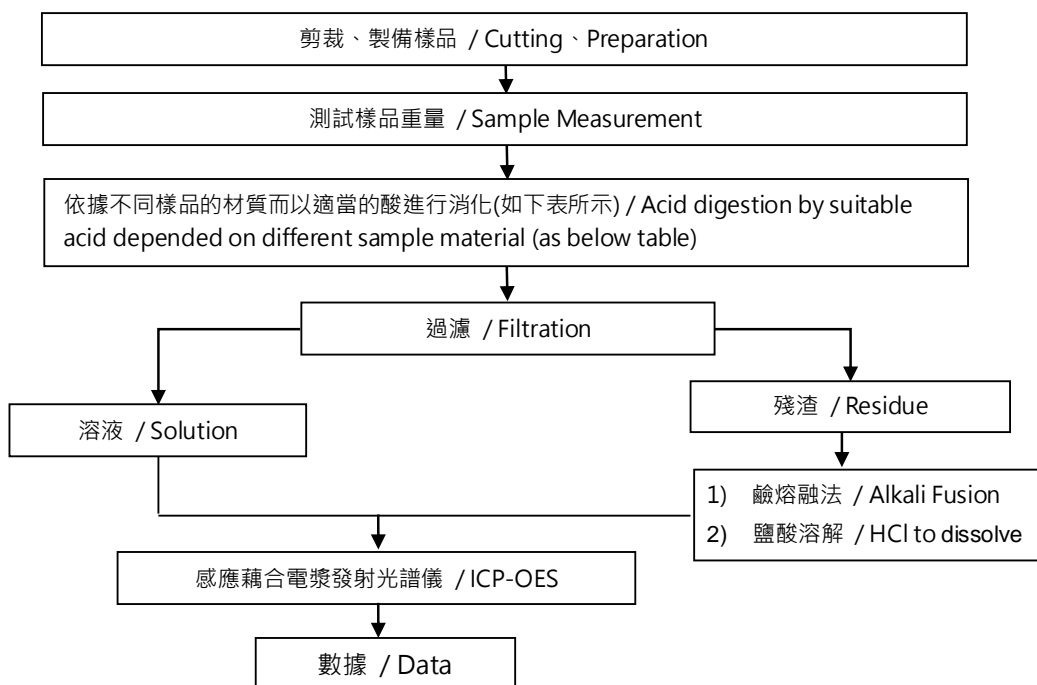 剪裁、製備樣品 / Cutting、Preparation
測試樣品重量 / Sample Measurement
依據不同樣品的材質而以適當的酸進行消化(如下表所示) / Acid digestion by suitable
acid depended on different sample material (as below table)
過濾 / Filtration
溶液 / Solution
殘渣 / Residue
1) 鹼熔融法 / Alkali Fusion
2) 鹽酸溶解 / HCl to dissolve
感應藕合電漿發射光譜儀 / ICP-OES
數據 / Data